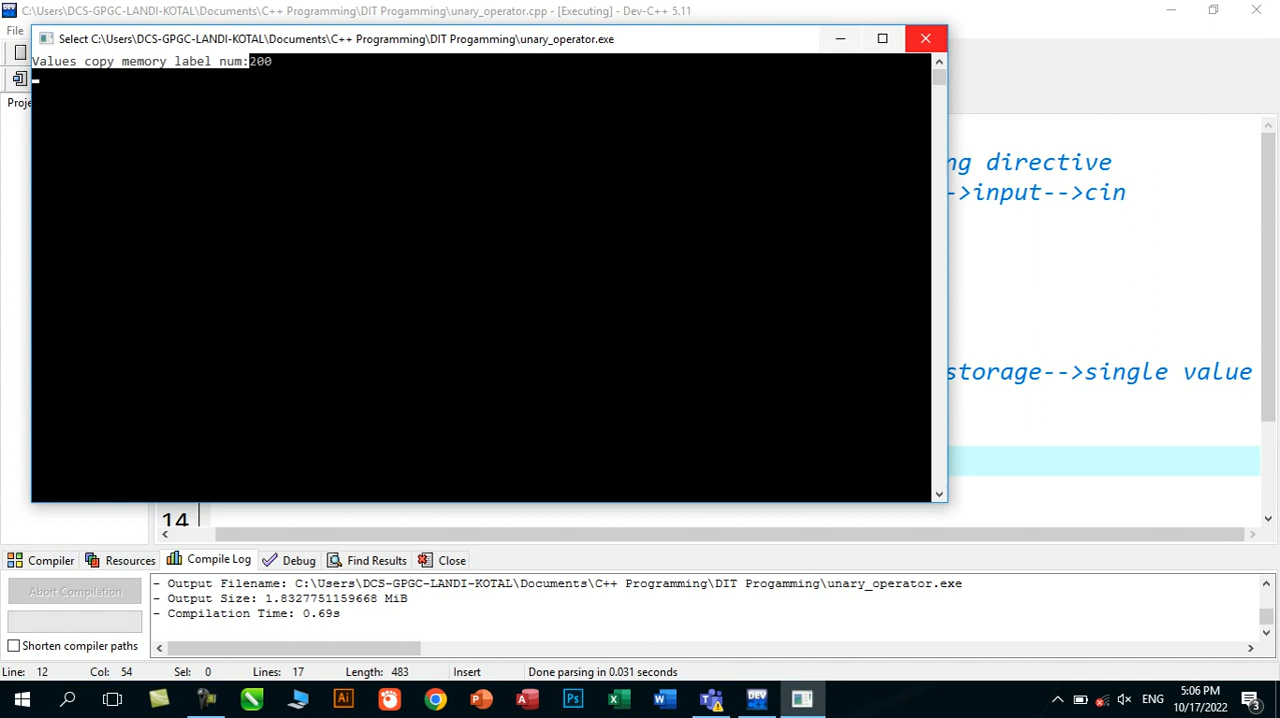 C:\Users\DCS-GPGC-LANDI-KOTAL\Documents\C++ Programming\DIT Progamming\unary_operator.cpp - [Executing] - Dev-C++ 5.11
File
Select C:\Users\DCS-GPGC-LANDI-KOTAL\Documents\C++ Programming\DIT Progamming\unary_operator.exe
Values copy memory label num:200
Proje
ng directive
->input-->cin
storage-->single value
14
Compiler Resources Compile Log Debug Find Results Close
Abort Compilation
Shorten compiler paths
- Output Filename: C:\Users\DCS-GPGC-LANDI-KOTAL\Documents\C++ Programming\DIT Progamming\unary_operator.exe
- Output Size: 1.8327751159668 MiB
- Compilation Time: 0.69s
Line: 12 Col: 54 Sel: 0 Lines: 17 Length: 483 Insert Done parsing in 0.031 seconds
ENG
5:06 PM
10/17/2022
3